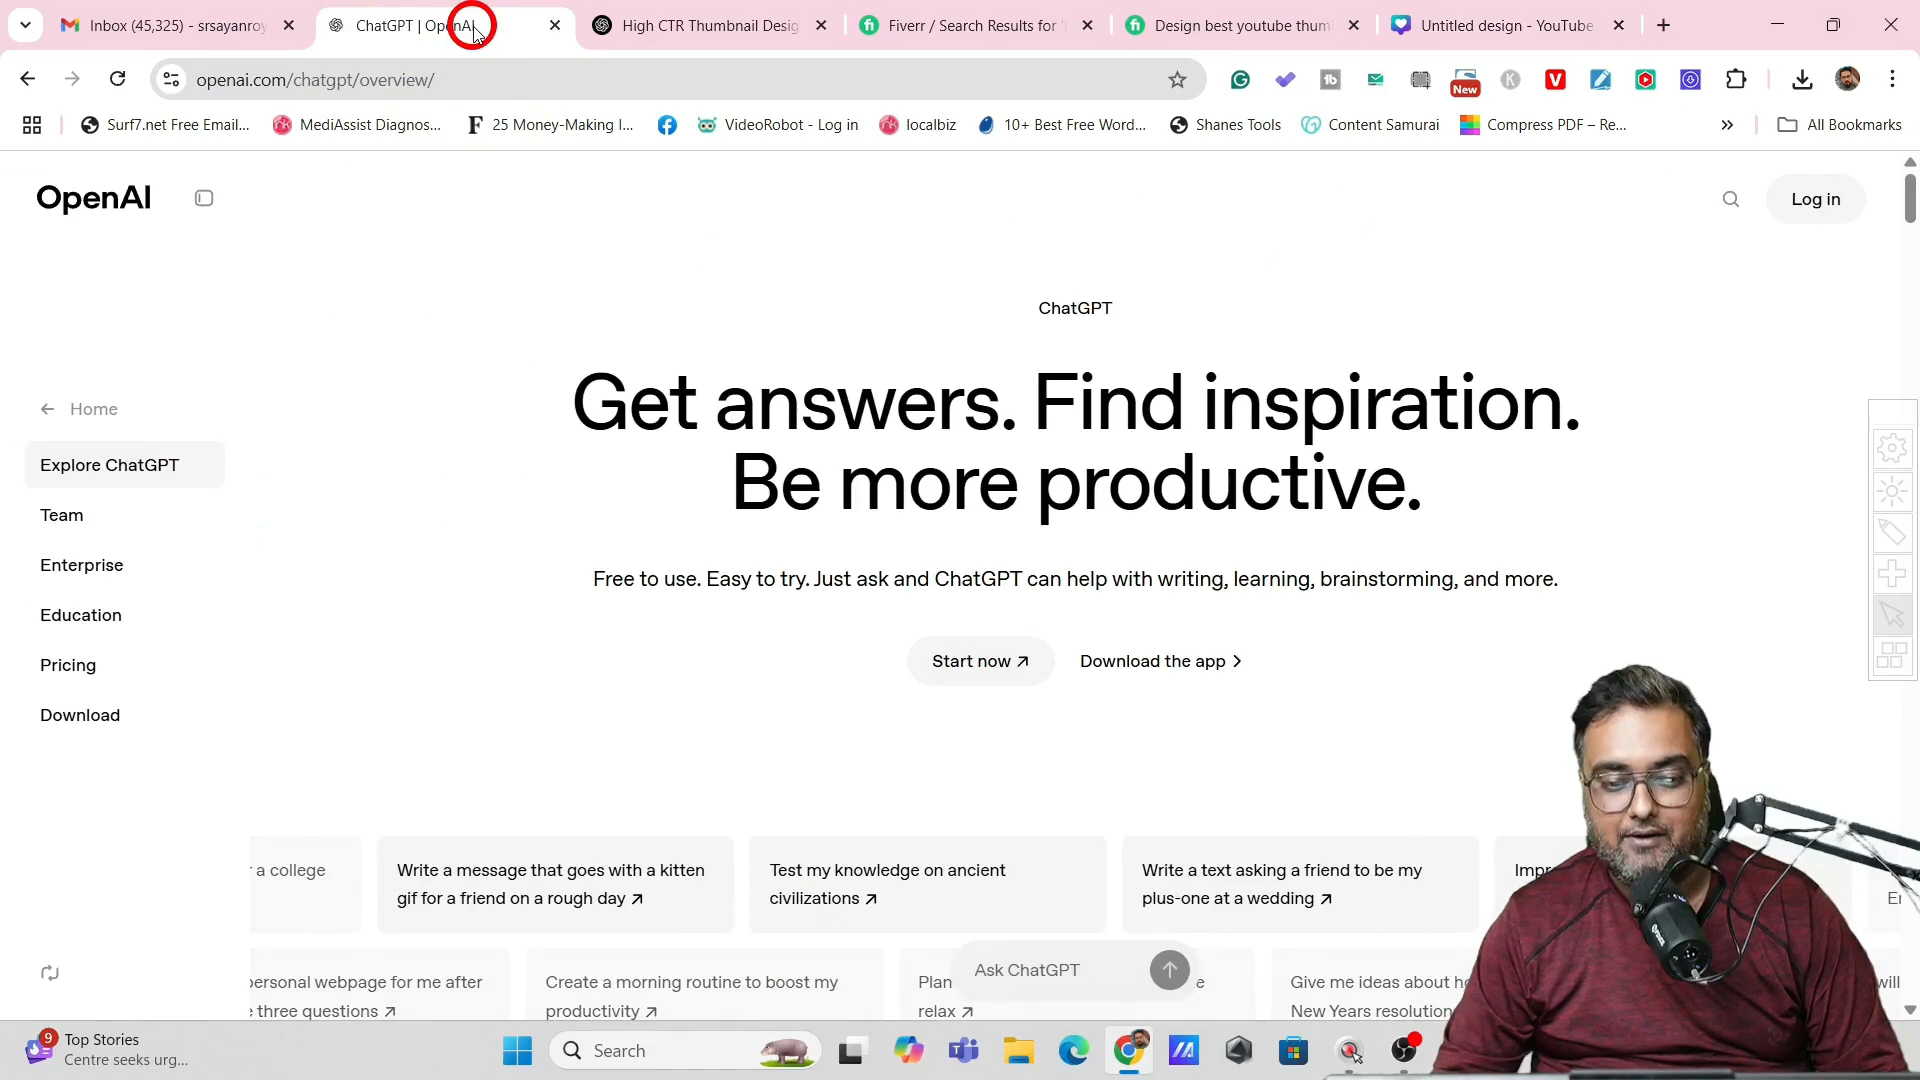 Inbox (45,325) - srsayanroy
ChatGPT | OpenAI
High CTR Thumbnail Desig
Fiverr / Search Results for '
Design best youtube thum
Untitled design - YouTube
openai.com/chatgpt/overview/
New
Surf7.net Free Email...
MediAssist Diagnos...
25 Money-Making I...
VideoRobot - Log in
localbiz
10+ Best Free Word...
Shanes Tools
Content Samurai
Compress PDF – Re...
All Bookmarks
OpenAI
Log in
ChatGPT
Get answers. Find inspiration.
Be more productive.
Home
Explore ChatGPT
Team
Enterprise
Education
Pricing
Download
Free to use. Easy to try. Just ask and ChatGPT can help with writing, learning, brainstorming, and more.
Start now
Download the app
a college
Write a message that goes with a kitten
gif for a friend on a rough day
Test my knowledge on ancient
civilizations
Write a text asking a friend to be my
plus-one at a wedding
Impr
personal webpage for me after
three questions
Create a morning routine to boost my
productivity
Plan
relax
Ask ChatGPT
Give me ideas about h
New Years resolution
will
9
Top Stories
Centre seeks urg...
Search